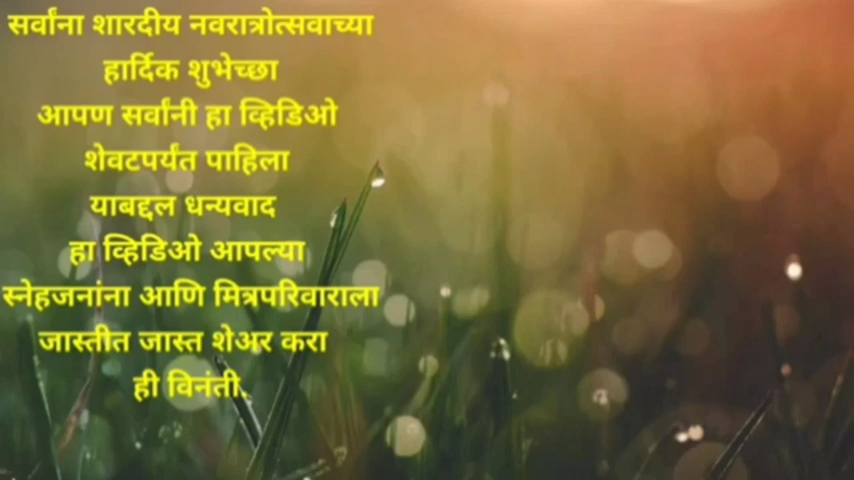 सर्वांना शारदीय नवरात्रोत्सवाच्या
हार्दिक शुभेच्छा
आपण सर्वांनी हा व्हिडिओ
शेवटपर्यंत पाहिला
याबद्दल धन्यवाद
हा व्हिडिओ आपल्या
स्नेहजनांना आणि मित्रपरिवाराला
जास्तीत जास्त शेअर करा
ही विनंती.